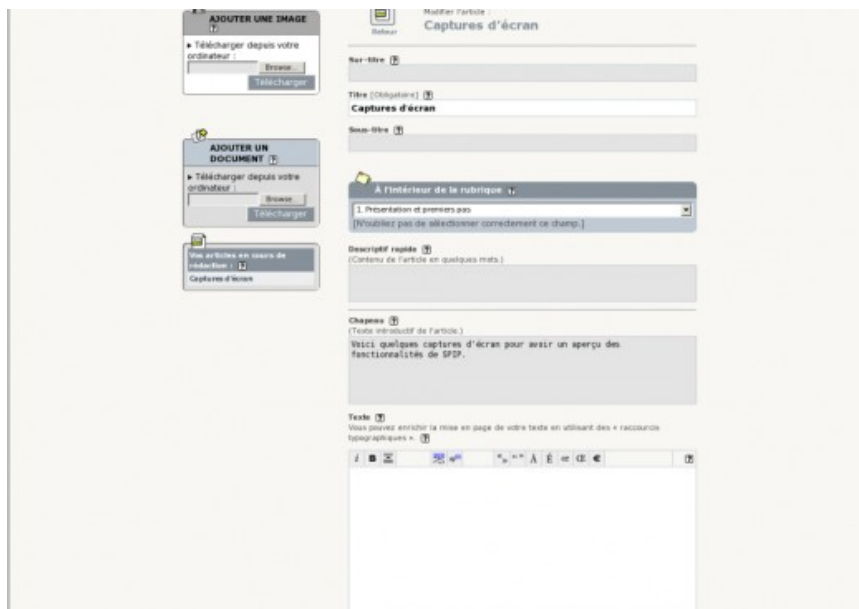 AJOUTER UNE IMAGE
Télécharger depuis votre
ordinateur :
Browse...
Télécharger
AJOUTER UN
DOCUMENT
Télécharger depuis votre
ordinateur :
Browse...
Télécharger
Vos articles en cours de
rédaction :
Captures d'écran
Retour
Modifier l'article :
Captures d'écran
Sur-titre
Titre [Obligatoire]
Captures d'écran
Sous-titre
À l'intérieur de la rubrique
1. Présentation et premiers pas
[N'oubliez pas de sélectionner correctement ce champ.]
Descriptif rapide
(Contenu de l'article en quelques mots.)
Chapeau
(Texte introductif de l'article.)
Voici quelques captures d'écran pour avoir un aperçu des
fonctionnalités de SPIP.
Texte
Vous pouvez enrichir la mise en page de votre texte en utilisant des « raccourcis
typographiques ».
i B À É œ Œ €